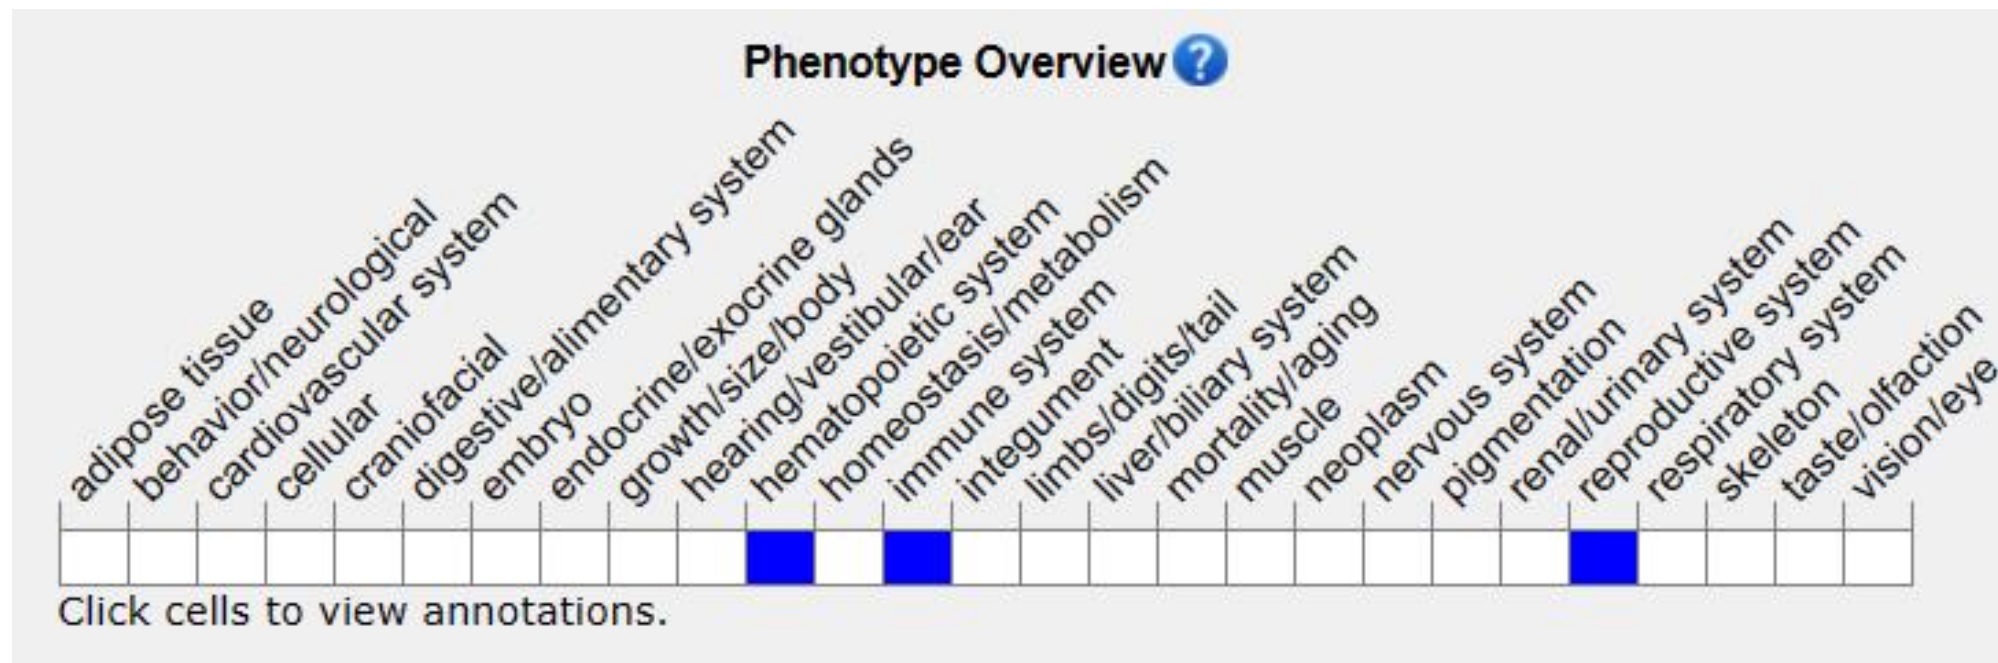 Phenotype Overview ?
adipose tissue
behavior/neurological
cardiovascular system
cellular
craniofacial
digestive/alimentary system
embryo
endocrine/exocrine glands
growth/size/body
hearing/vestibular/ear
hematopoietic system
homeostasis/metabolism
immune system
integument
limbs/digits/tail
liver/biliary system
mortality/aging
muscle
neoplasm
nervous system
pigmentation
renal/urinary system
reproductive system
respiratory system
skeleton
taste/olfaction
vision/eye
Click cells to view annotations.